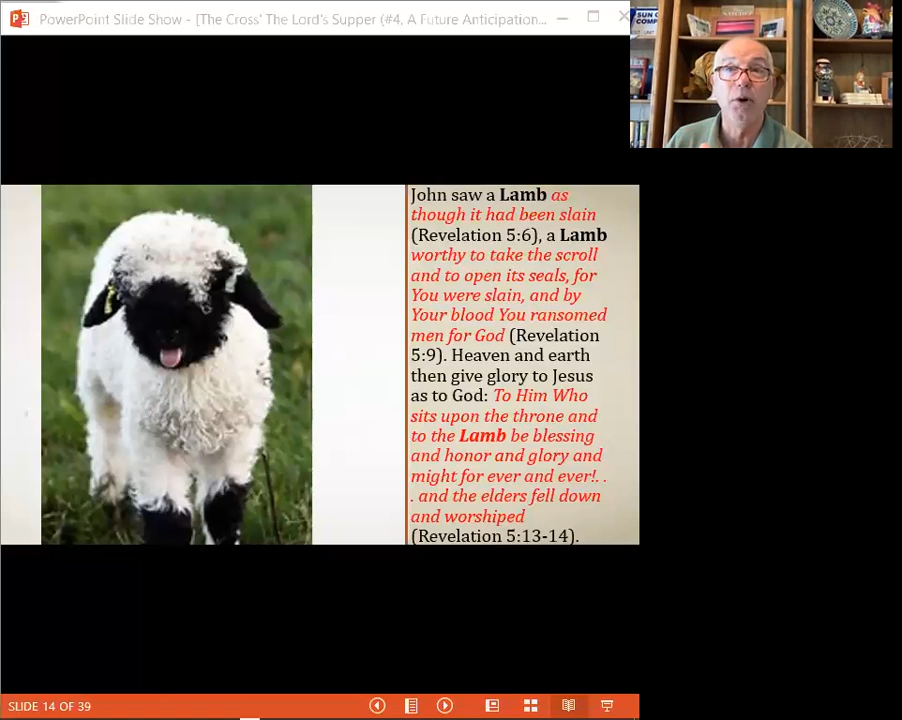 PowerPoint Slide Show - [The Cross' The Lord's Supper (#4, A Future Anticipation...
John saw a Lamb as
though it had been slain
(Revelation 5:6), a Lamb
worthy to take the scroll
and to open its seals, for
You were slain, and by
Your blood You ransomed
men for God (Revelation
5:9). Heaven and earth
then give glory to Jesus
as to God: To Him Who
sits upon the throne and
to the Lamb be blessing
and honor and glory and
might for ever and ever!. .
. and the elders fell down
and worshiped
(Revelation 5:13-14).
SLIDE 14 OF 39